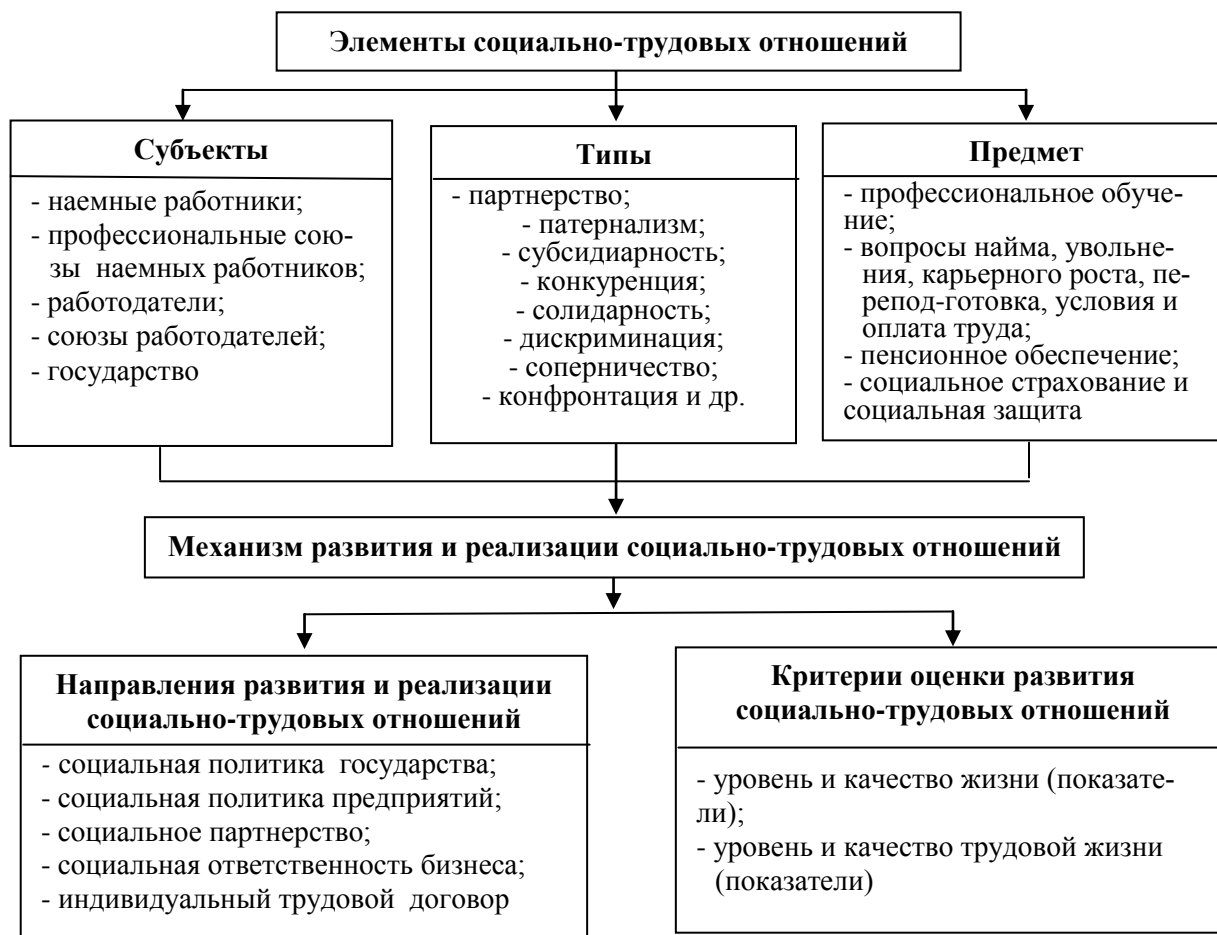 Элементы социально-трудовых отношений
Субъекты
- наемные работники;
- профессиональные сою-
зы наемных работников;
- работодатели;
- союзы работодателей;
- государство
Типы
- партнерство;
- патернализм;
- субсидиарность;
- конкуренция;
- солидарность;
- дискриминация;
- соперничество;
- конфронтация и др.
Предмет
- профессиональное обуче-
ние;
- вопросы найма, увольне-
ния, карьерного роста, пе-
репод-готовка, условия и
оплата труда;
- пенсионное обеспечение;
- социальное страхование и
социальная защита
Механизм развития и реализации социально-трудовых отношений
Направления развития и реализации
социально-трудовых отношений
- социальная политика государства;
- социальная политика предприятий;
- социальное партнерство;
- социальная ответственность бизнеса;
- индивидуальный трудовой договор
Критерии оценки развития
социально-трудовых отношений
- уровень и качество жизни (показате-
ли);
- уровень и качество трудовой жизни
(показатели)